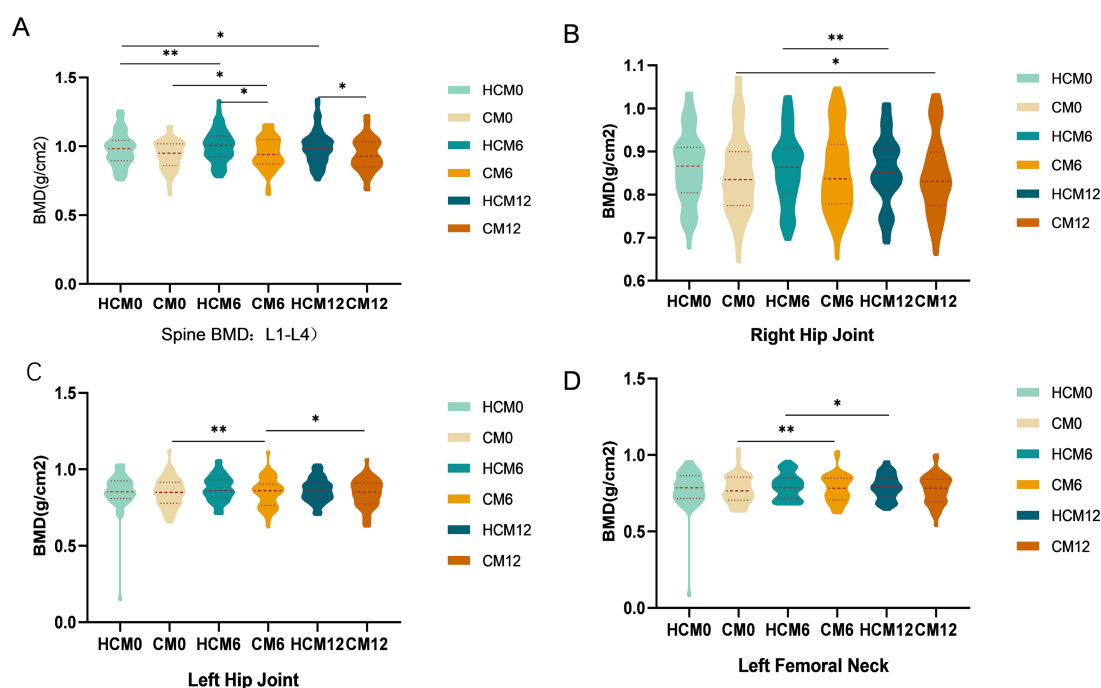 A
*
**
*
*
*
BMD(g/cm2)
1.5
1.0
0.5
0.0
HCM0 CM0 HCM6 CM6 HCM12 CM12
Spine BMD：L1-L4）
HCM0
CM0
HCM6
CM6
HCM12
CM12
B
**
*
BMD(g/cm2)
1.1
1.0
0.9
0.8
0.7
0.6
HCM0 CM0 HCM6 CM6 HCM12 CM12
Right Hip Joint
HCM0
CM0
HCM6
CM6
HCM12
CM12
C
**
*
BMD(g/cm2)
1.5
1.0
0.5
0.0
HCM0 CM0 HCM6 CM6 HCM12 CM12
Left Hip Joint
HCM0
CM0
HCM6
CM6
HCM12
CM12
D
*
**
BMD(g/cm2)
1.5
1.0
0.5
0.0
HCM0 CM0 HCM6 CM6 HCM12 CM12
Left Femoral Neck
HCM0
CM0
HCM6
CM6
HCM12
CM12